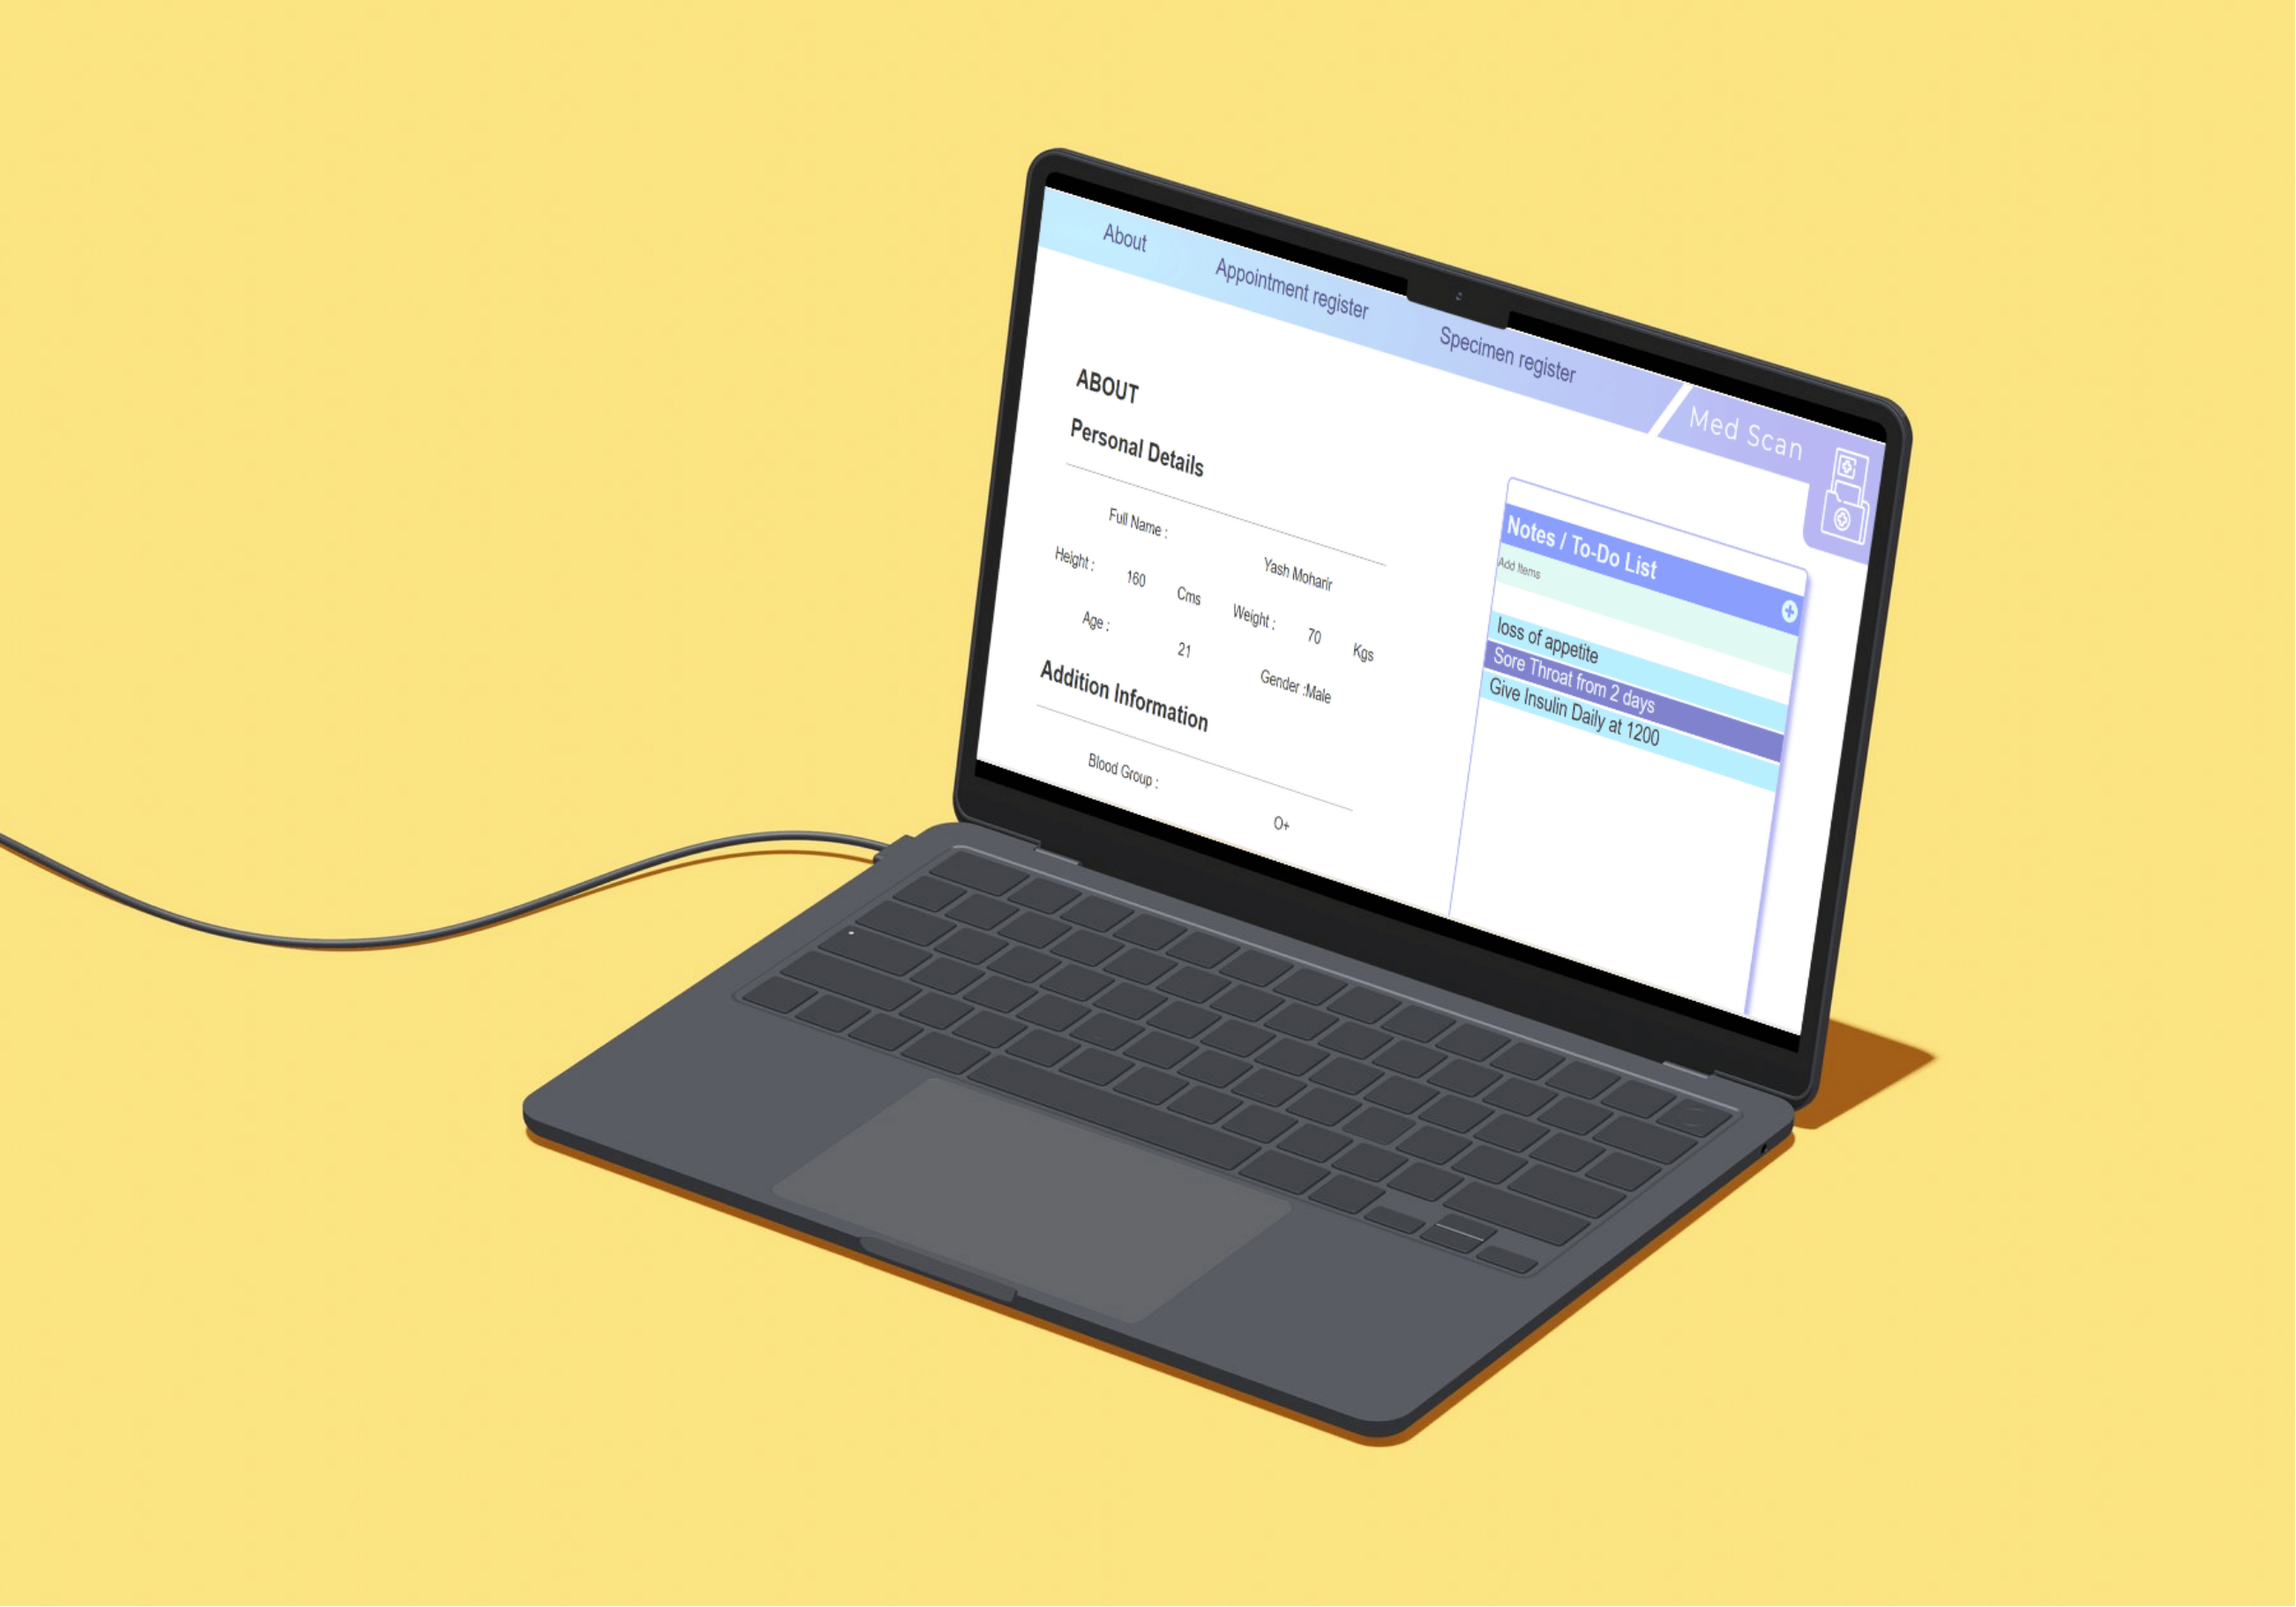 About
Appointment register
Specimen register
Med Scan
ABOUT
Personal Details
Full Name :
Yash Moharir
Height :
160
Cms
Weight :
70
Kgs
Age :
21
Gender :Male
Addition Information
Blood Group :
O+
Notes / To-Do List
Add Items
loss of appetite
Sore Throat from 2 days
Give Insulin Daily at 1200